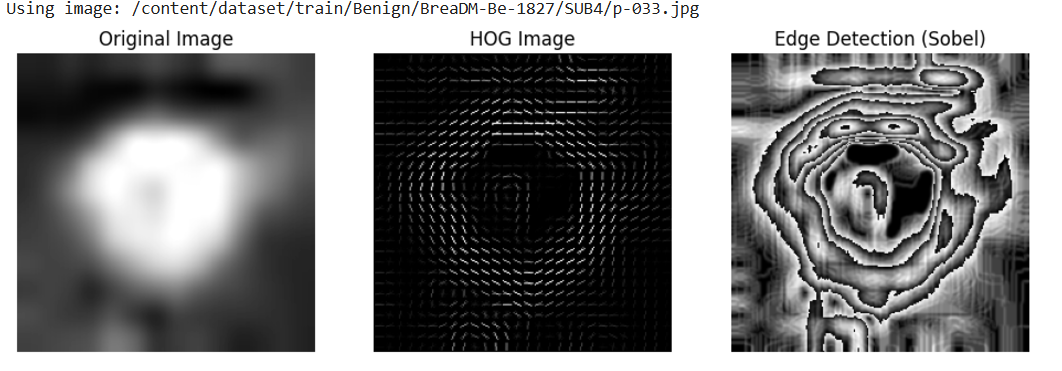 Using image: /content/dataset/train/Benign/BreaDM-Be-1827/SUB4/p-033.jpg
Original Image
HOG Image
Edge Detection (Sobel)